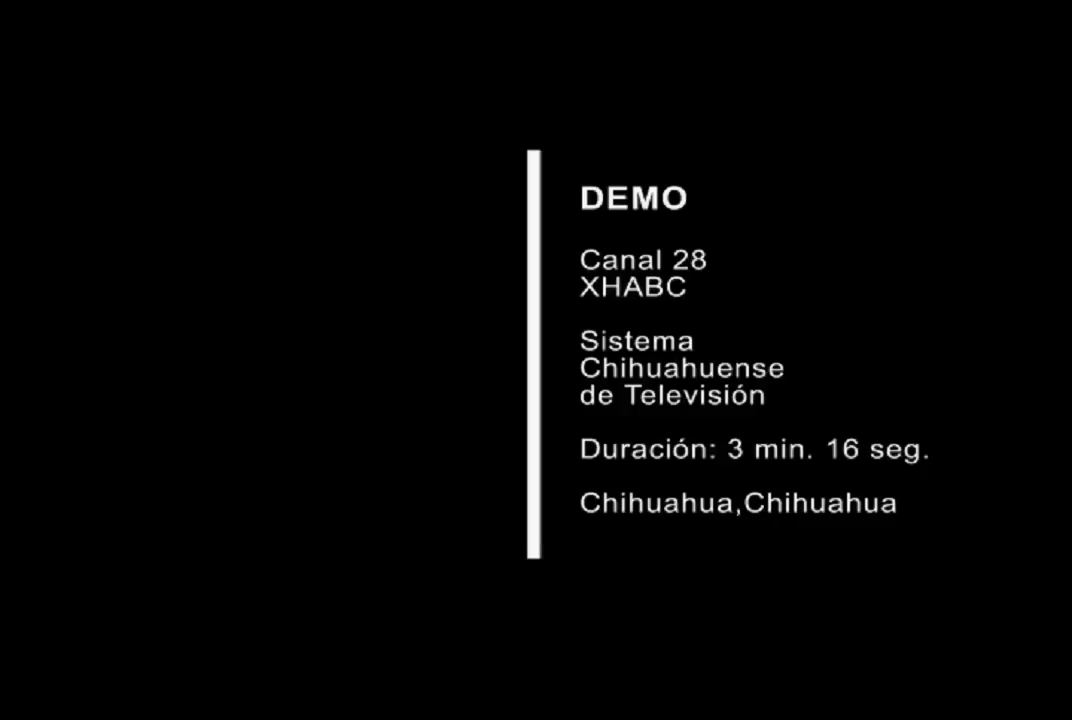 DEMO
Canal 28
XHABC
Sistema
Chihuahuense
de Televisión
Duración: 3 min. 16 seg.
Chihuahua,Chihuahua